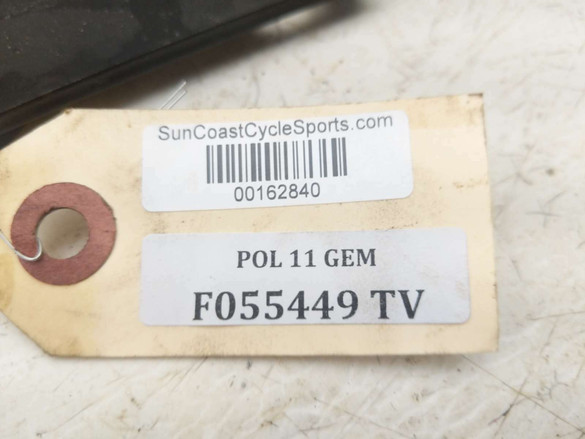 SunCoastCycleSports.com
00162840
POL 11 GEM
F055449 TV